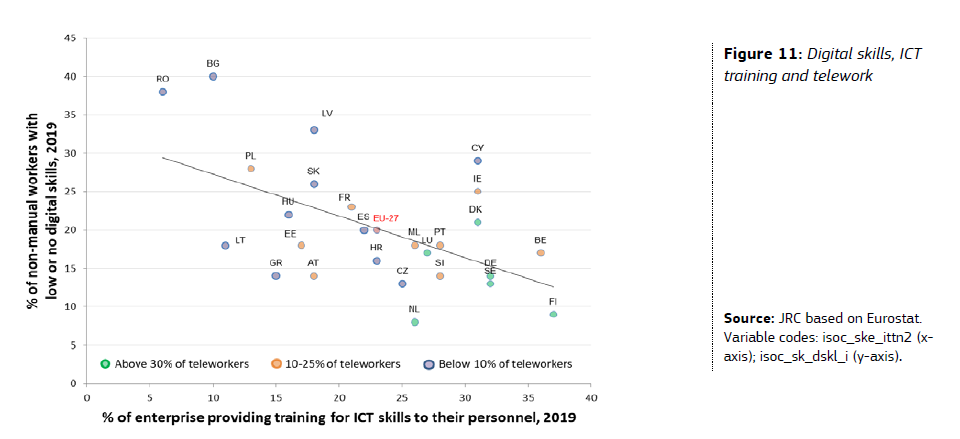 45
40
35
30
25
20
15
10
5
0
% of non-manual workers with
low or no digital skills, 2019
RO
BG
LV
PL
SK
CY
IE
FR
HU
DK
ES
EU-27
LT
EE
ML
PT
LU
HR
BE
GR
AT
SI
CZ
DE
SE
NL
FI
Above 30% of teleworkers
10-25% of teleworkers
Below 10% of teleworkers
0 5 10 15 20 25 30 35 40
% of enterprise providing training for ICT skills to their personnel, 2019
Figure 11: Digital skills, ICT
training and telework
Source: JRC based on Eurostat.
Variable codes: isoc_ske_ittn2 (x-
axis); isoc_sk_dskl_i (y-axis).